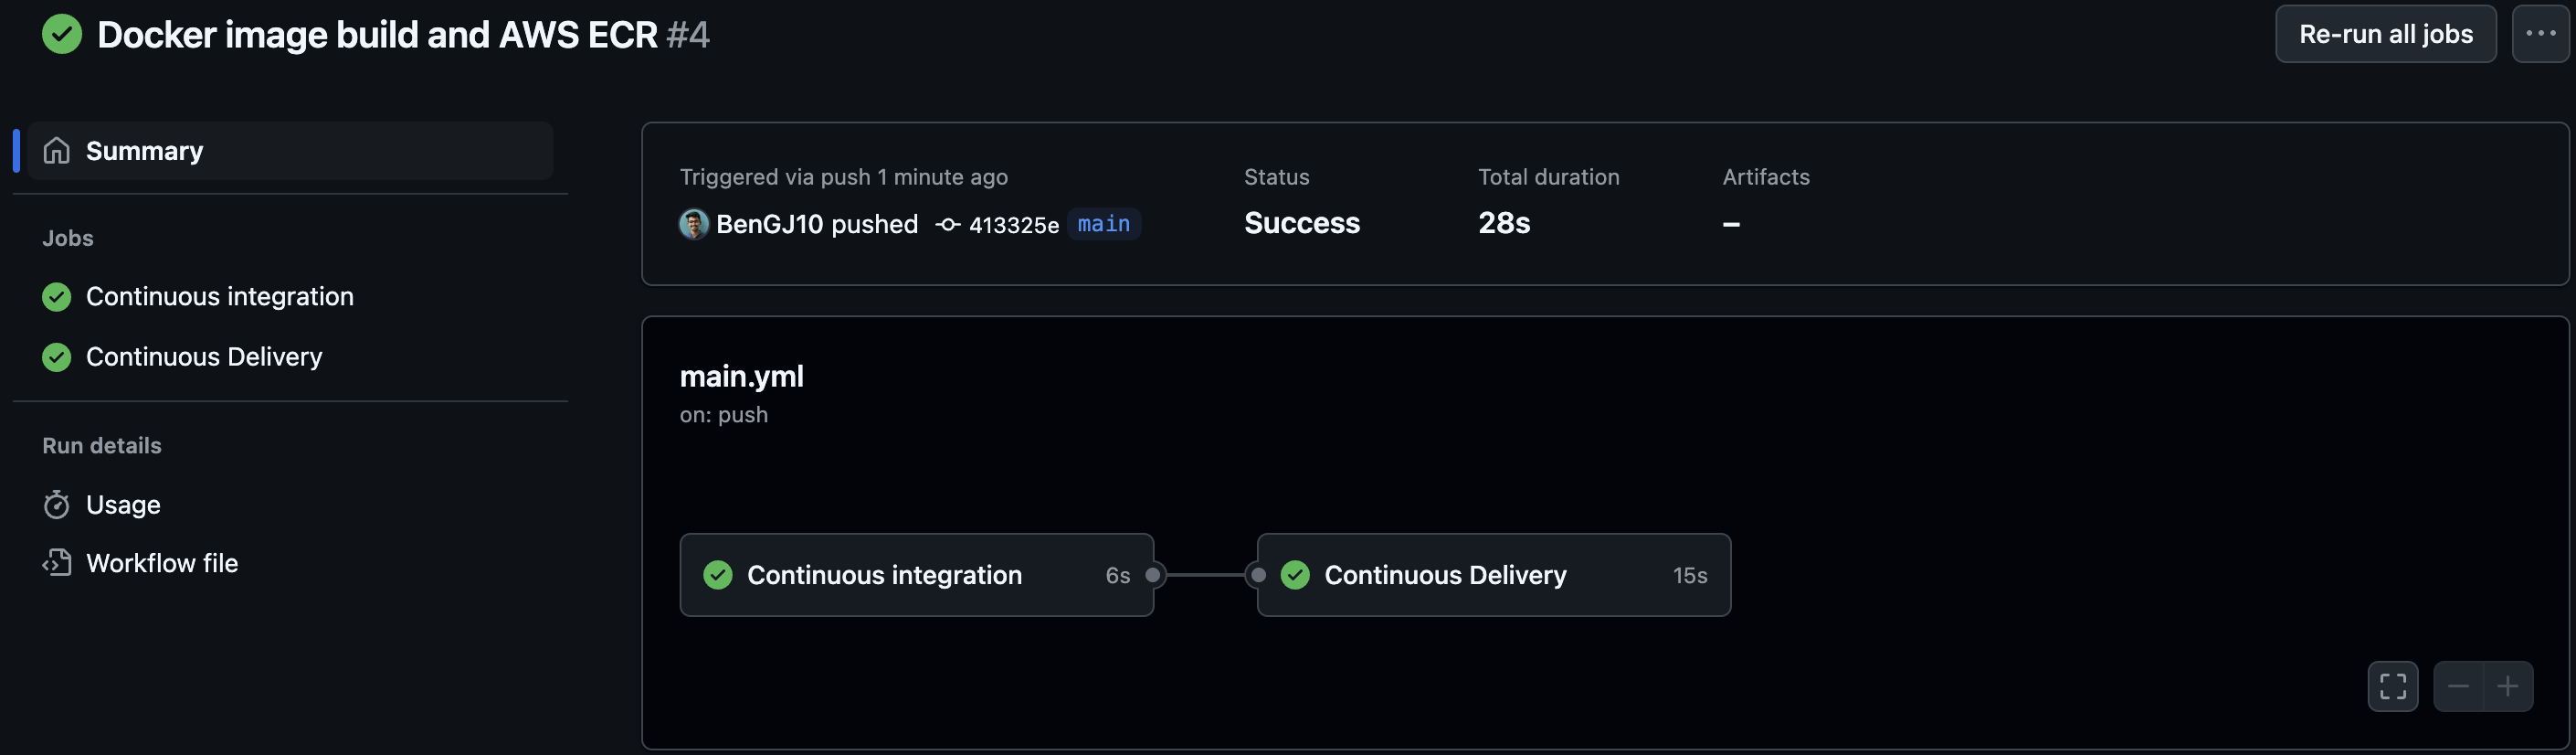 Docker image build and AWS ECR #4
Re-run all jobs
Summary
Jobs
Continuous integration
Continuous Delivery
Run details
Usage
Workflow file
Triggered via push 1 minute ago
BenGJ10 pushed 413325e main
Status
Success
Total duration
28s
Artifacts
–
main.yml
on: push
Continuous integration 6s
Continuous Delivery 15s